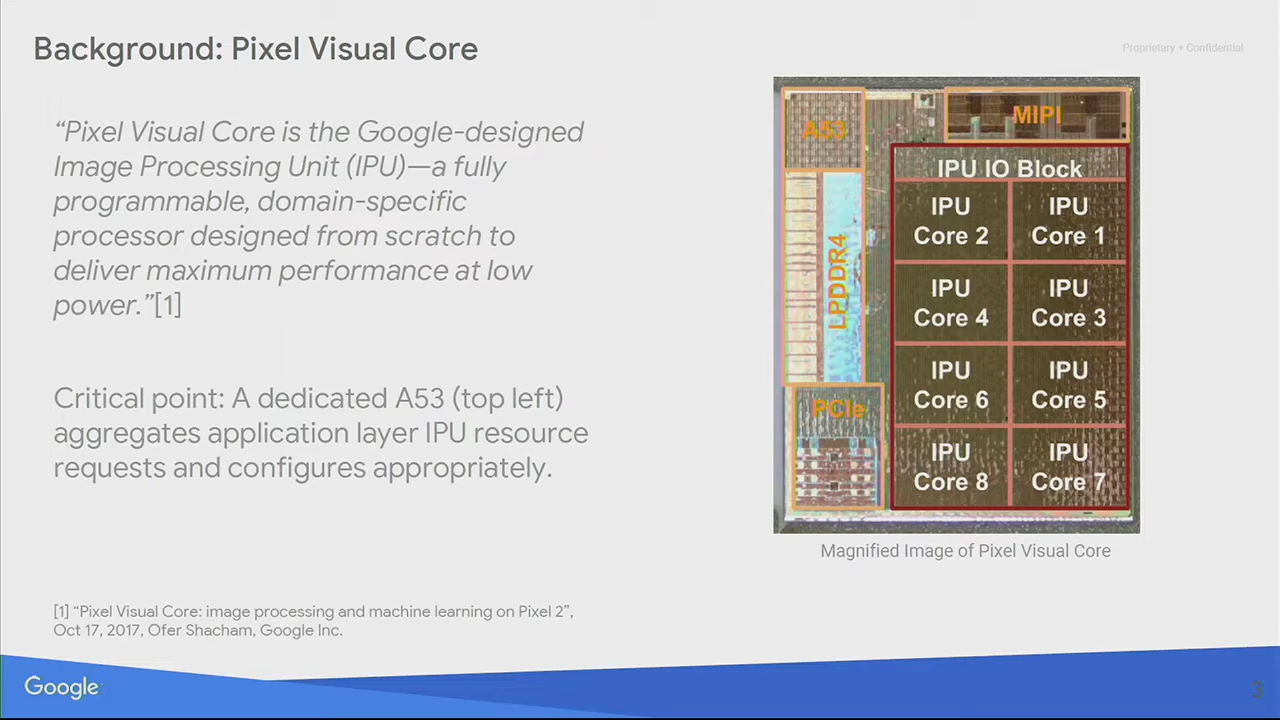 Background: Pixel Visual Core
Proprietary + Confidential
“Pixel Visual Core is the Google-designed
Image Processing Unit (IPU)—a fully
programmable, domain-specific
processor designed from scratch to
deliver maximum performance at low
power.”[1]
Critical point: A dedicated A53 (top left)
aggregates application layer IPU resource
requests and configures appropriately.
[1] “Pixel Visual Core: image processing and machine learning on Pixel 2”,
Oct 17, 2017, Ofer Shacham, Google Inc.
A53
MIPI
LPDDR4
PCIe
IPU IO Block
IPU
Core 2
IPU
Core 1
IPU
Core 4
IPU
Core 3
IPU
Core 6
IPU
Core 5
IPU
Core 8
IPU
Core 7
Magnified Image of Pixel Visual Core
Google
3